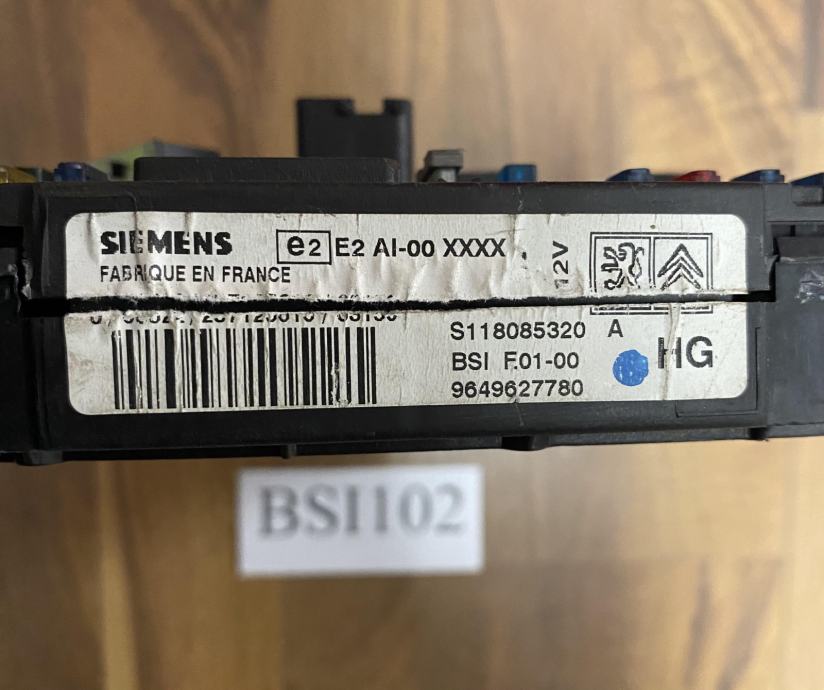 SIEMENS
e2 E2 AI-00 XXXX
FABRIQUE EN FRANCE
12V
S118085320 A
BSI F.01-00
HG
9649627780
BSI102